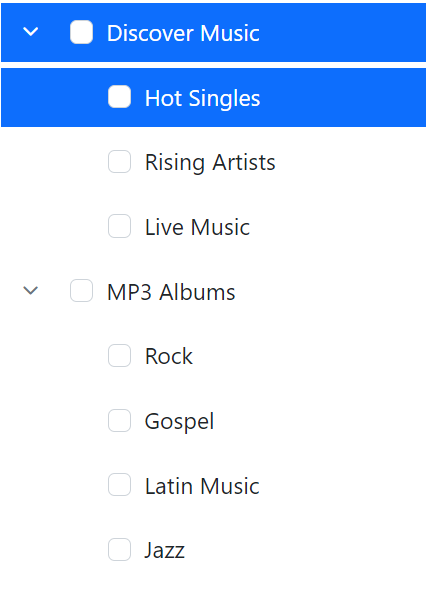 Discover Music
Hot Singles
Rising Artists
Live Music
MP3 Albums
Rock
Gospel
Latin Music
Jazz